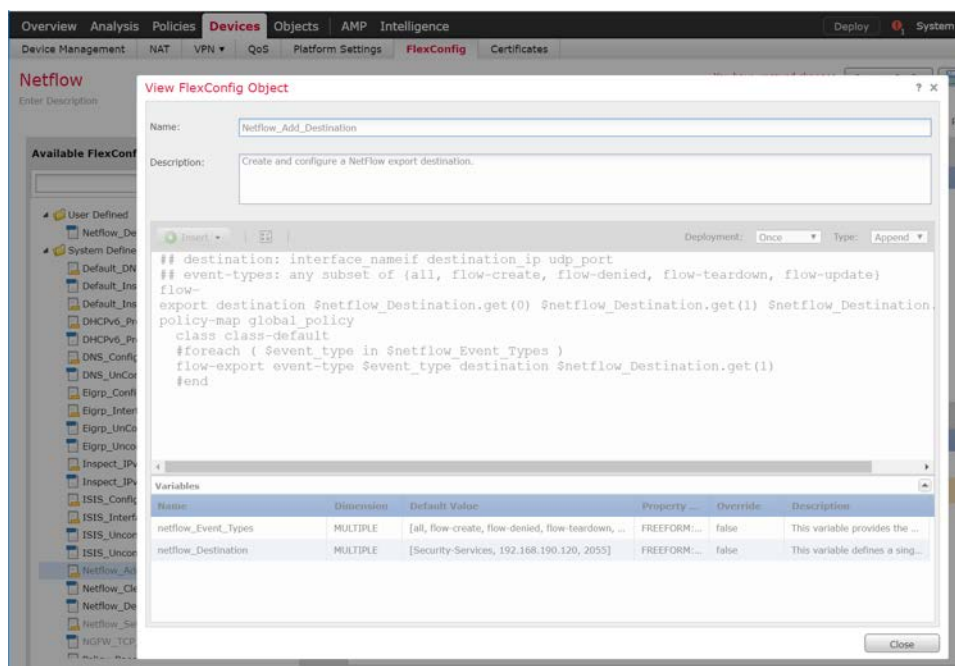 Overview Analysis Policies Devices Objects AMP Intelligence Deploy System
Device Management NAT VPN QoS Platform Settings FlexConfig Certificates
Netflow
Enter Description
Available FlexConf
User Defined
Netflow_De
System Define
Default_DN
Default_Ins
Default_Ins
DHCPv6_Pr
DHCPv6_Pr
DNS_Config
DNS_UnCon
Eigrp_Confi
Eigrp_Interf
Eigrp_UnCo
Eigrp_Unco
Inspect_IPv
Inspect_IPv
ISIS_Config
ISIS_Interfa
ISIS_Uncon
ISIS_Uncon
Netflow_Ad
Netflow_Cle
Netflow_De
Netflow_Se
NGFW_TCP
View FlexConfig Object ?
Name: Netflow_Add_Destination
Description: Create and configure a NetFlow export destination.
Insert Deployment: Once Type: Append
## destination: interface_nameif destination_ip udp_port
## event-types: any subset of {all, flow-create, flow-denied, flow-teardown, flow-update}
flow-
export destination $netflow_Destination.get(0) $netflow_Destination.get(1) $netflow_Destination.
policy-map global_policy
class class-default
#foreach ( $event_type in $netflow_Event_Types )
flow-export event-type $event_type destination $netflow_Destination.get(1)
#end
Variables
Name Dimension Default Value Property ... Override Description
netflow_Event_Types MULTIPLE [all, flow-create, flow-denied, flow-teardown, ... FREEFORM:... false This variable provides the ...
netflow_Destination MULTIPLE [Security-Services, 192.168.190.120, 2055] FREEFORM:... false This variable defines a sing...
Close